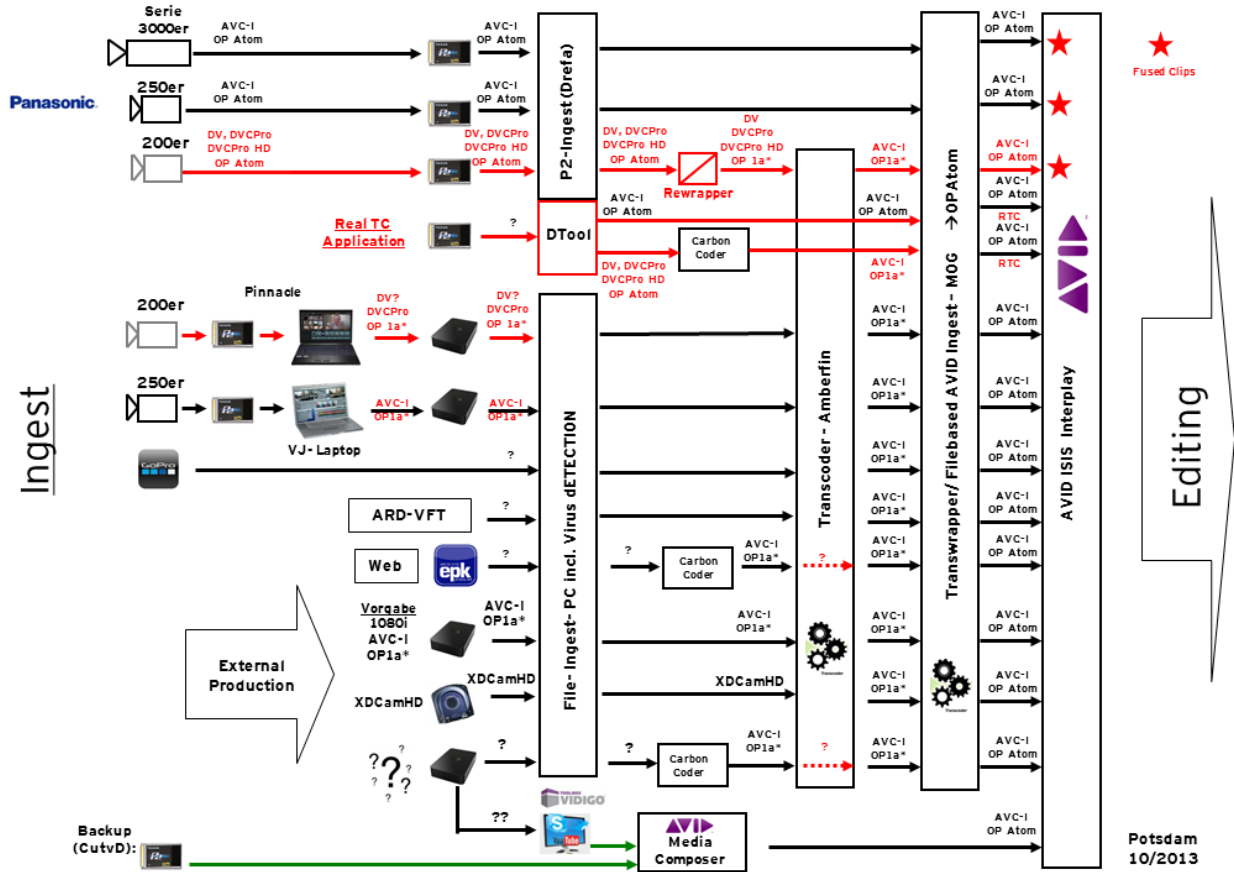 Serie
3000er
AVC-I
OP Atom
AVC-I
OP Atom
AVC-I
OP Atom
Fused Clips
Panasonic
250er
AVC-I
OP Atom
AVC-I
OP Atom
AVC-I
OP Atom
200er
DV, DVCPro
DVCPro HD
OP Atom
DV, DVCPro
DVCPro HD
OP Atom
P2-Ingest (Drefa)
DV, DVCPro
DVCPro HD
OP Atom
Rewrapper
DV
DVCPro
DVCPro HD
OP 1a*
AVC-I
OP1a*
AVC-I
OP Atom
Real TC
Application
?
DTool
AVC-I
OP Atom
AVC-I
OP Atom
AVC-I
OP Atom
RTC
DV, DVCPro
DVCPro HD
OP Atom
Carbon
Coder
AVC-I
OP1a*
AVC-I
OP Atom
RTC
AVID
Ingest
200er
Pinnacle
DV?
DVCPro
OP 1a*
DV?
DVCPro
OP 1a*
AVC-I
OP1a*
AVC-I
OP Atom
250er
VJ- Laptop
AVC-I
OP1a*
AVC-I
OP1a*
AVC-I
OP1a*
AVC-I
OP Atom
GoPro
?
AVC-I
OP1a*
AVC-I
OP Atom
ARD-VFT
?
AVC-I
OP1a*
AVC-I
OP Atom
Web
epk
?
?
Carbon
Coder
AVC-I
OP1a*
?
AVC-I
OP1a*
AVC-I
OP Atom
External
Production
Vorgabe
1080i
AVC-I
OP1a*
AVC-I
OP1a*
AVC-I
OP1a*
AVC-I
OP1a*
AVC-I
OP Atom
XDCamHD
XDCamHD
XDCamHD
AVC-I
OP1a*
AVC-I
OP Atom
? ? ? ? ? ? ?
?
?
Carbon
Coder
AVC-I
OP1a*
?
AVC-I
OP1a*
AVC-I
OP Atom
File- Ingest- PC incl. Virus dETECTION
Transcoder - Amberfin
Transcoder
Transwrapper/ Filebased AVID Ingest - MOG → OPAtom
Transcoder
AVID ISIS Interplay
Editing
??
VIDIGO
S
YouTube
AVID
Media
Composer
AVC-I
OP Atom
Backup
(CutvD):
Potsdam
10/2013